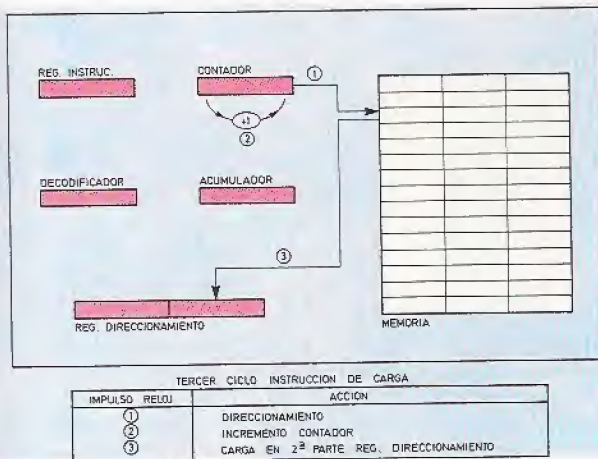 REG. INSTRUC.
CONTADOR
①
+1
②
DECODIFICADOR
ACUMULADOR
③
REG. DIRECCIONAMIENTO
MEMORIA
TERCER CICLO INSTRUCCION DE CARGA
IMPULSO RELOJ ACCION
① DIRECCIONAMIENTO
② INCREMENTO CONTADOR
③ CARGA EN 2ª PARTE REG. DIRECCIONAMIENTO